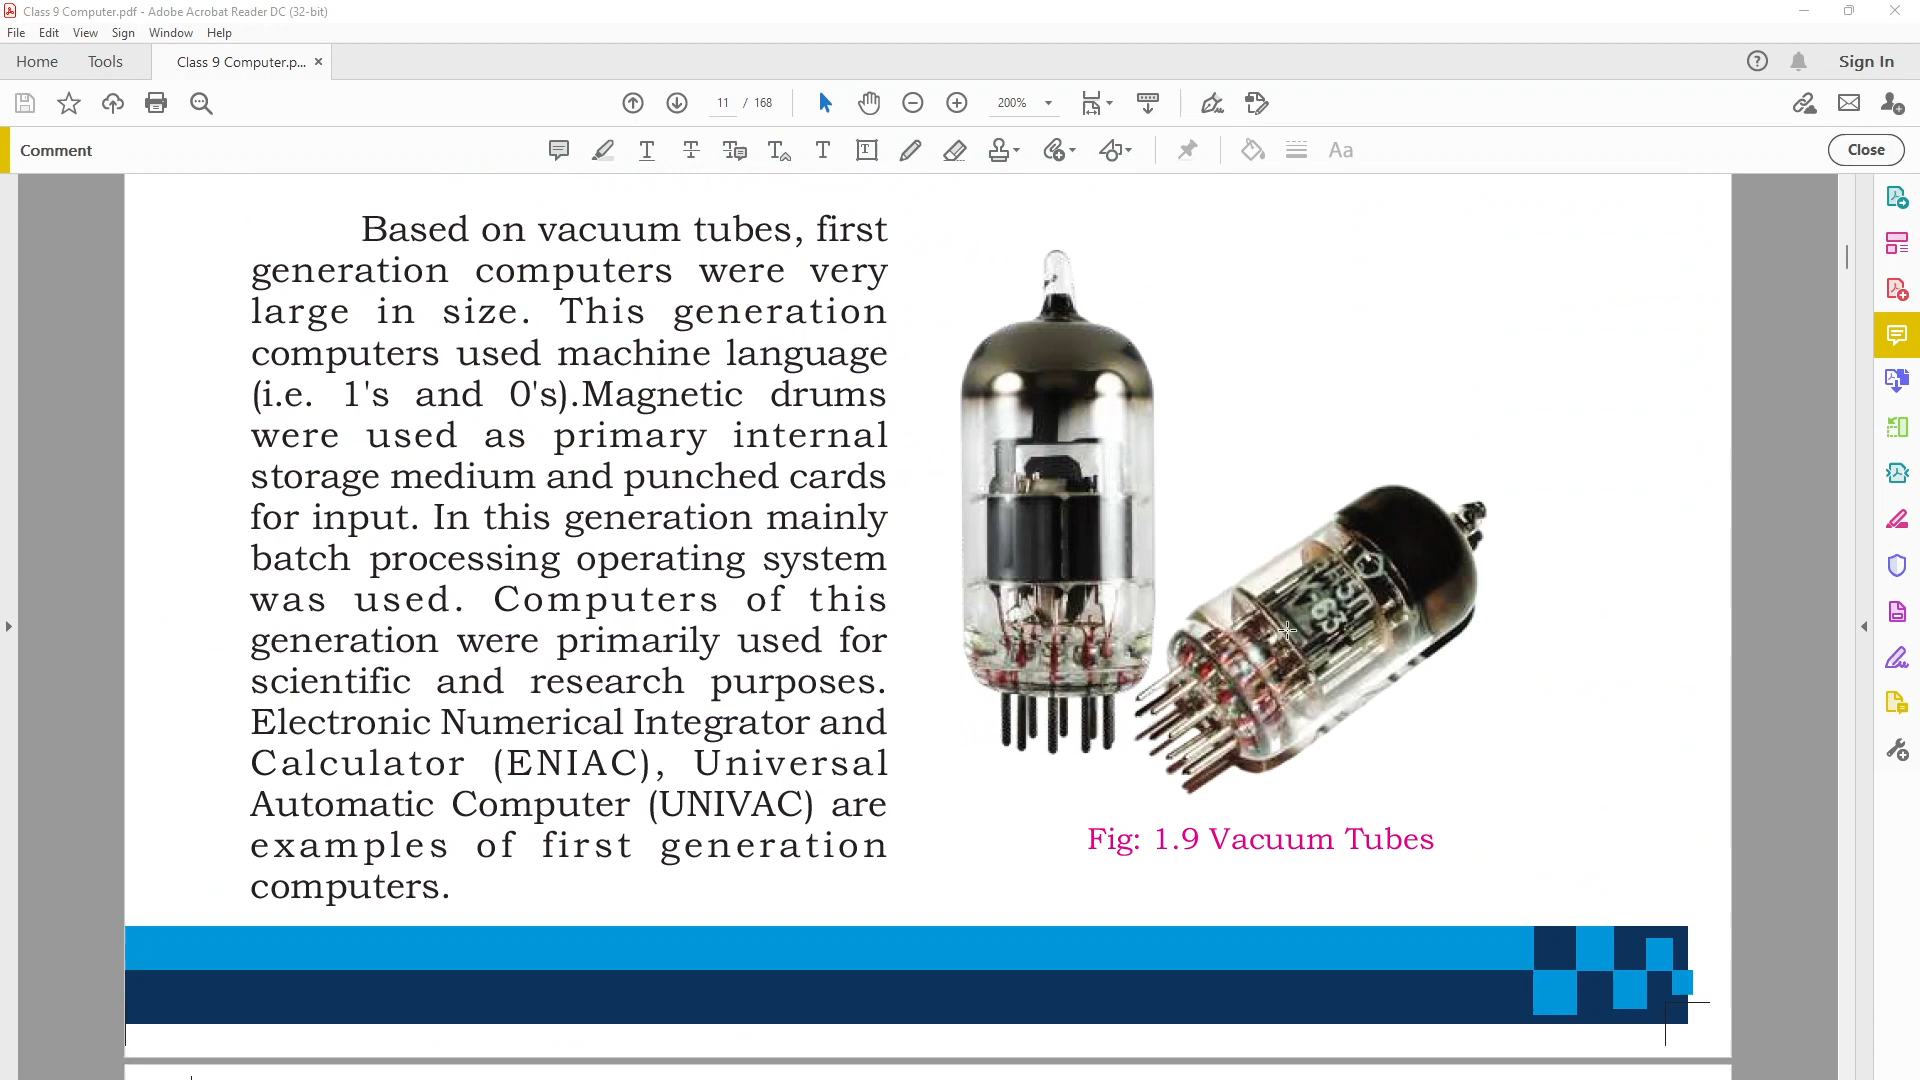 Class 9 Computer.pdf - Adobe Acrobat Reader DC (32-bit)
File Edit View Sign Window Help
Home Tools Class 9 Computer.p... × Sign In
11 / 168 200%
Comment Close
Based on vacuum tubes, first
generation computers were very
large in size. This generation
computers used machine language
(i.e. 1's and 0's).Magnetic drums
were used as primary internal
storage medium and punched cards
for input. In this generation mainly
batch processing operating system
was used. Computers of this
generation were primarily used for
scientific and research purposes.
Electronic Numerical Integrator and
Calculator (ENIAC), Universal
Automatic Computer (UNIVAC) are
examples of first generation
computers.
Fig: 1.9 Vacuum Tubes